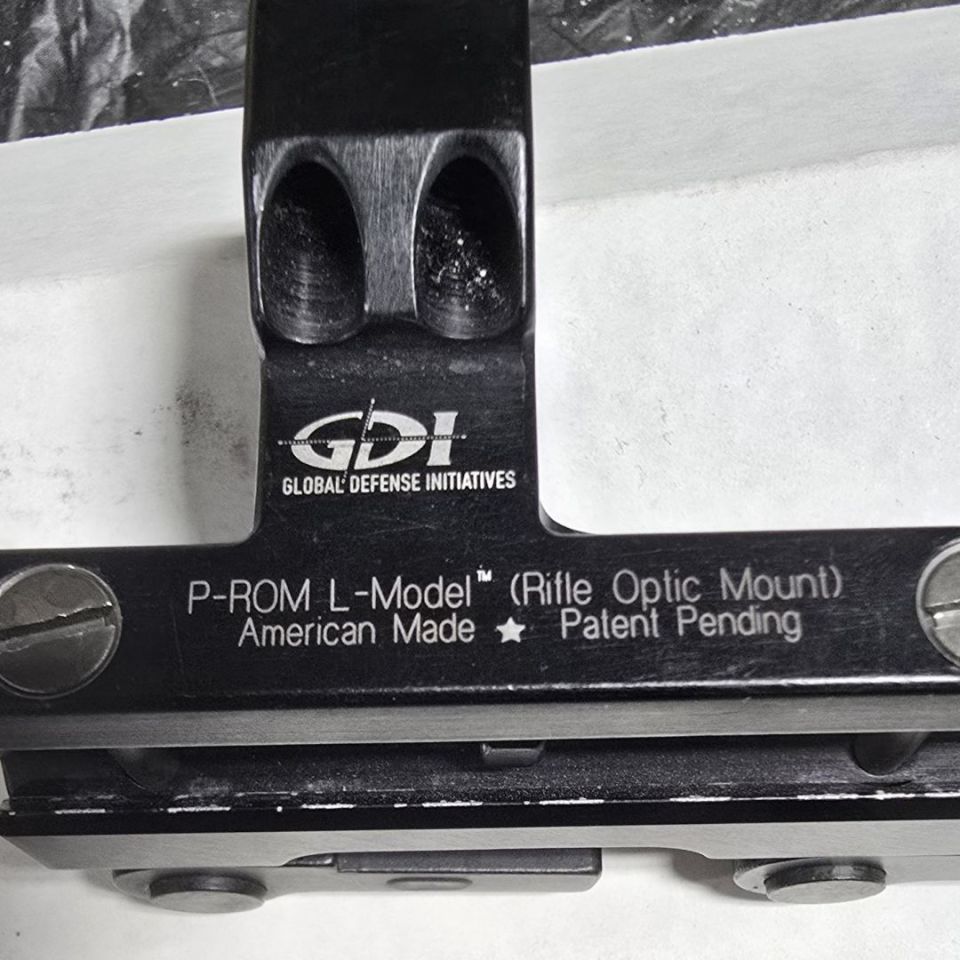 GDI
GLOBAL DEFENSE INITIATIVES
P-ROM L-Model™ (Rifle Optic Mount)
American Made ★ Patent Pending